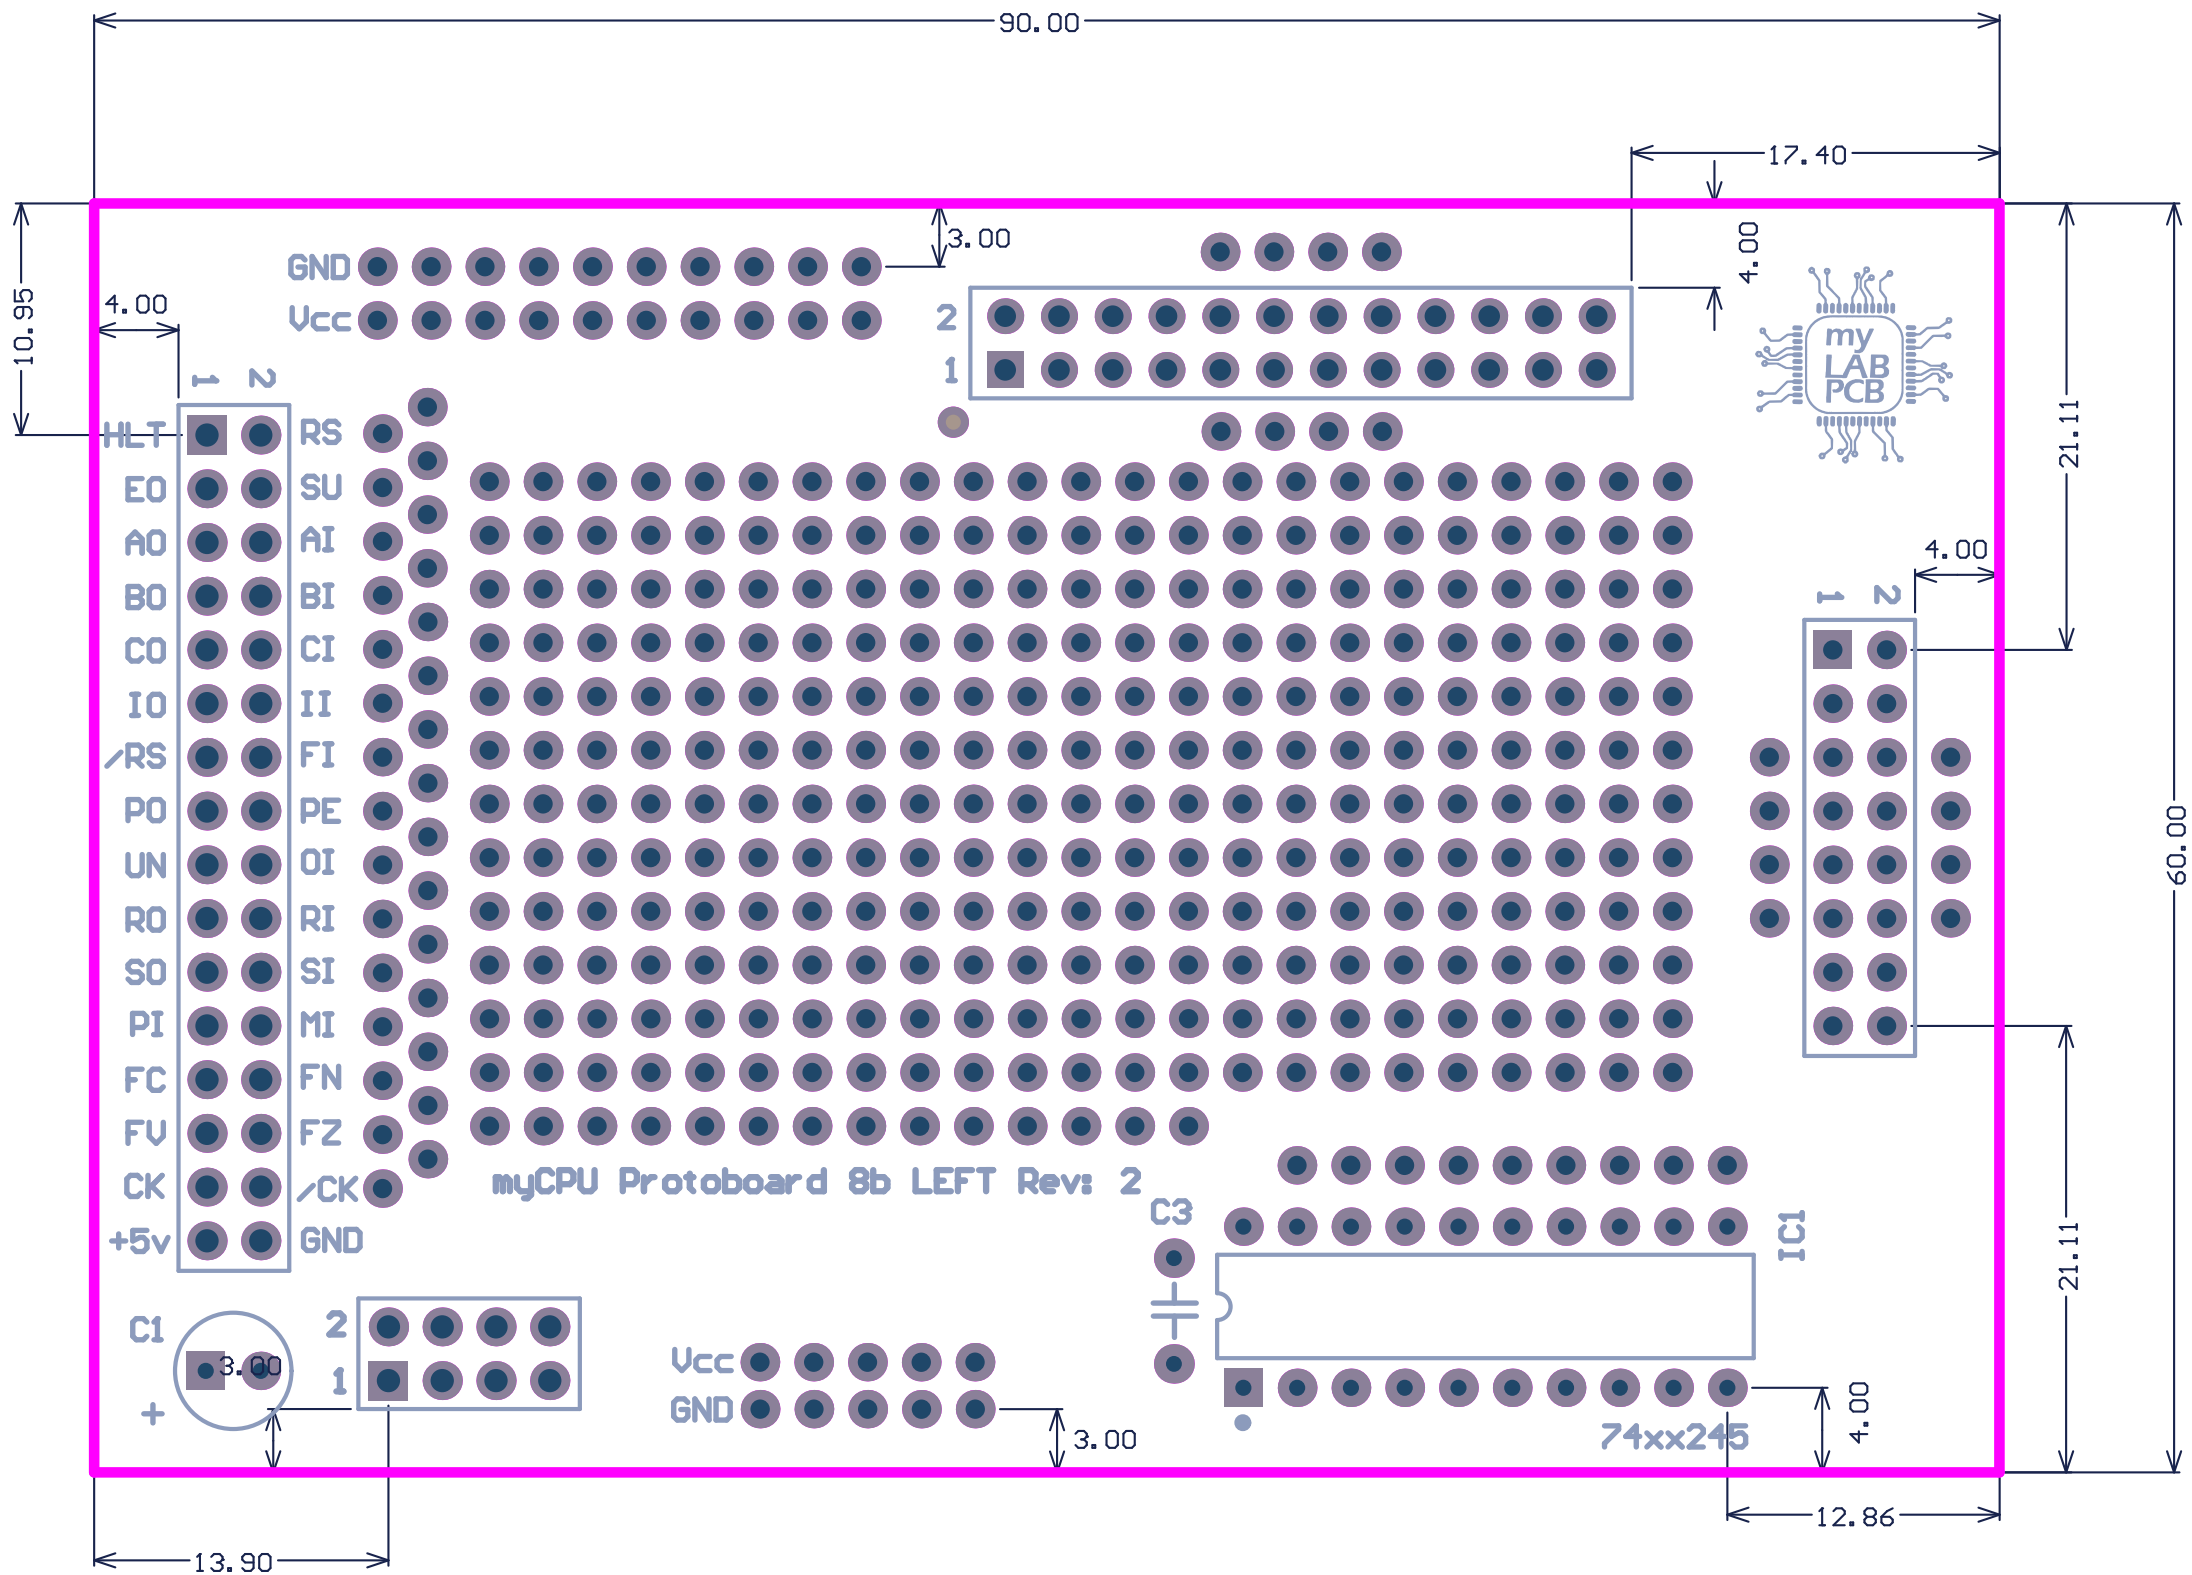 90.00
17.40
10.95
4.00
3.00
4.00
GND
Vcc
2
1
my
LAB
PCB
21.11
1 2
HLT RS
EO SU
AO AI
BO BI
CO CI
IO II
/RS FI
PO PE
UN OI
RO RI
SO SI
PI MI
FC FN
FV FZ
CK /CK
+5v GND
4.00
1 2
60.00
myCPU Protoboard 8b LEFT Rev: 2
C3
IC1
21.11
C1
3.00
+
2
1
Vcc
GND
3.00
74xx245
4.00
12.86
13.90